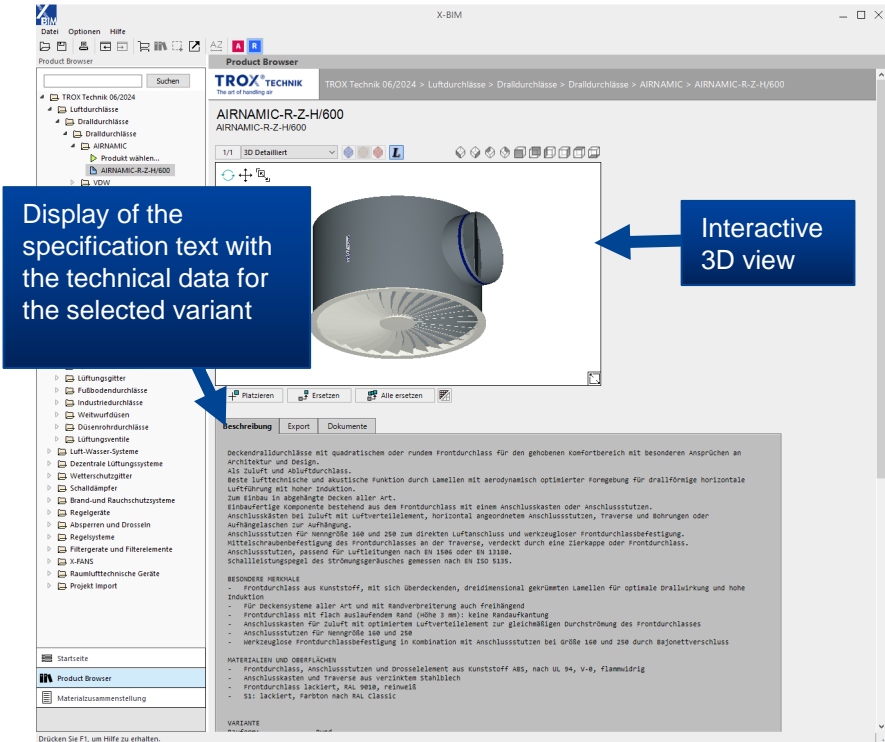 X-BIM
BIM
Datei Optionen Hilfe
AZ A R
Product Browser
Product Browser
Suchen
TROX Technik 06/2024
Luftdurchlässe
Dralldurchlässe
Dralldurchlässe
AIRNAMIC
Produkt wählen...
AIRNAMIC-R-Z-H/600
VDW
TROX® TECHNIK
The art of handling air
TROX Technik 06/2024 > Luftdurchlässe > Dralldurchlässe > Dralldurchlässe > AIRNAMIC > AIRNAMIC-R-Z-H/600
AIRNAMIC-R-Z-H/600
AIRNAMIC-R-Z-H/600
1/1 3D Detailliert L
Display of the
specification text with
the technical data for
the selected variant
Interactive
3D view
Lüftungsgitter
Fußbodendurchlässe
Industriedurchlässe
Weitwurfdüsen
Düsenrohrdurchlässe
Lüftungsventile
Luft-Wasser-Systeme
Dezentrale Lüftungssysteme
Wetterschutzgitter
Schalldämpfer
Brand-und Rauchschutzsysteme
Regelgeräte
Absperren und Drosseln
Regelsysteme
Filtergeräte und Filterelemente
X-FANS
Raumlufttechnische Geräte
Projekt Import
Startseite
Product Browser
Materialzusammenstellung
Drücken Sie F1, um Hilfe zu erhalten.
Platzieren Ersetzen Alle ersetzen
Beschreibung Export Dokumente
Deckendralldurchlässe mit quadratischem oder rundem Frontdurchlass für den gehobenen Komfortbereich mit besonderen Ansprüchen an
Architektur und Design.
Als Zuluft und Abluftdurchlass.
Beste lufttechnische und akustische Funktion durch Lamellen mit aerodynamisch optimierter Formgebung für drallförmige horizontale
Luftführung mit hoher Induktion.
Zum Einbau in abgehängte Decken aller Art.
Einbaufertige Komponente bestehend aus dem Frontdurchlass mit einem Anschlusskasten oder Anschlussstutzen.
Anschlusskästen bei Zuluft mit Luftverteilelement, horizontal angeordnetem Anschlussstutzen, Traverse und Bohrungen oder
Aufhängelaschen zur Aufhängung.
Anschlussstutzen für Nenngröße 160 und 250 zum direkten Luftanschluss und werkzeugloser Frontdurchlassbefestigung.
Mittelschraubenbefestigung des Frontdurchlasses an der Traverse, verdeckt durch eine Zierkappe oder Frontdurchlass.
Anschlussstutzen, passend für Luftleitungen nach EN 1506 oder EN 13180.
Schallleistungspegel des Strömungsgeräusches gemessen nach EN ISO 5135.
BESONDERE MERKMALE
- Frontdurchlass aus Kunststoff, mit sich überdeckenden, dreidimensional gekrümmten Lamellen für optimale Drallwirkung und hohe
Induktion
- Für Deckensysteme aller Art und mit Randverbreiterung auch freihängend
- Frontdurchlass mit flach auslaufendem Rand (Höhe 3 mm): keine Randaufkantung
- Anschlusskasten für Zuluft mit optimiertem Luftverteilelement zur gleichmäßigen Durchströmung des Frontdurchlasses
- Anschlussstutzen für Nenngröße 160 und 250
- Werkzeuglose Frontdurchlassbefestigung in Kombination mit Anschlussstutzen bei Größe 160 und 250 durch Bajonettverschluss
MATERIALIEN UND OBERFLÄCHEN
- Frontdurchlass, Anschlussstutzen und Drosselelement aus Kunststoff ABS, nach UL 94, V-0, flammwidrig
- Anschlusskasten und Traverse aus verzinktem Stahlblech
- Frontdurchlass lackiert, RAL 9010, reinweiß
- S1: lackiert, Farbton nach RAL Classic
VARIANTE